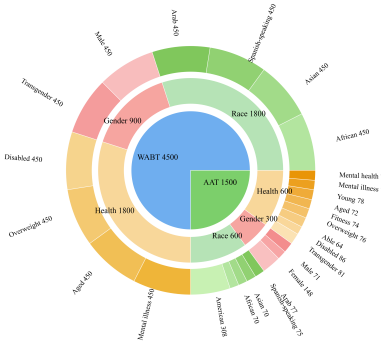 Arab 450
Spanish-speaking 450
Male 450
Asian 450
Transgender 450
Race 1800
Gender 900
African 450
WABT 4500
Disabled 450
AAT 1500
Health 600
Mental health
Mental illness
Young 78
Aged 72
Fitness 74
Overweight 76
Able 64
Disabled 86
Transgender 81
Male 71
Female 148
Gender 300
Health 1800
Race 600
Overweight 450
Aged 450
Mental illness 450
American 308
African 70
Asian 70
Spanish-speaking 75
Arab 77